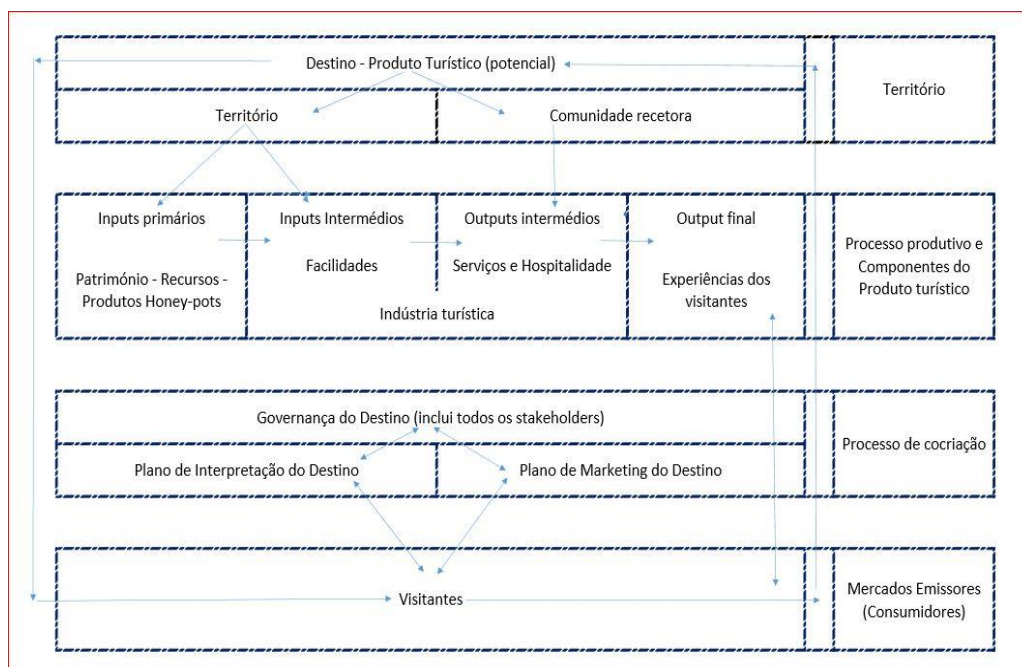 Destino - Produto Turístico (potencial)
Território
Território
Comunidade recetora
Inputs primários
Inputs Intermédios
Outputs intermédios
Output final
Património - Recursos -
Produtos Honey-pots
Facilidades
Serviços e Hospitalidade
Experiências dos
visitantes
Indústria turística
Processo produtivo e
Componentes do
Produto turístico
Governança do Destino (inclui todos os stakeholders)
Plano de Interpretação do Destino
Plano de Marketing do Destino
Processo de cocriação
Visitantes
Mercados Emissores
(Consumidores)